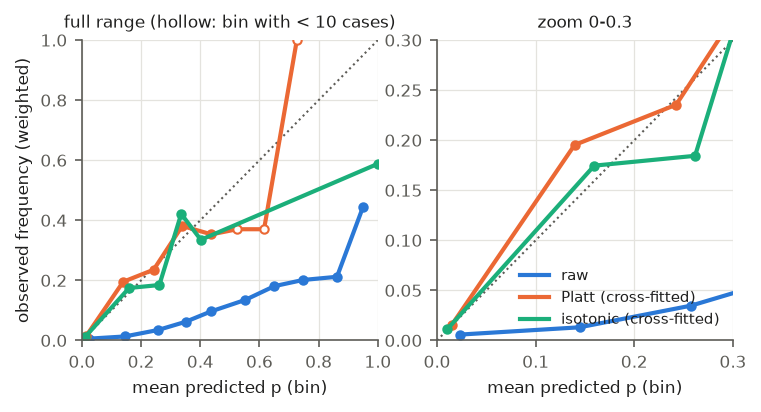 full range (hollow: bin with < 10 cases)
zoom 0-0.3
observed frequency (weighted)
1.0
0.8
0.6
0.4
0.2
0.0
0.0
0.2
0.4
0.6
0.8
1.0
mean predicted p (bin)
0.30
0.25
0.20
0.15
0.10
0.05
0.00
0.0
0.1
0.2
0.3
mean predicted p (bin)
raw
Platt (cross-fitted)
isotonic (cross-fitted)